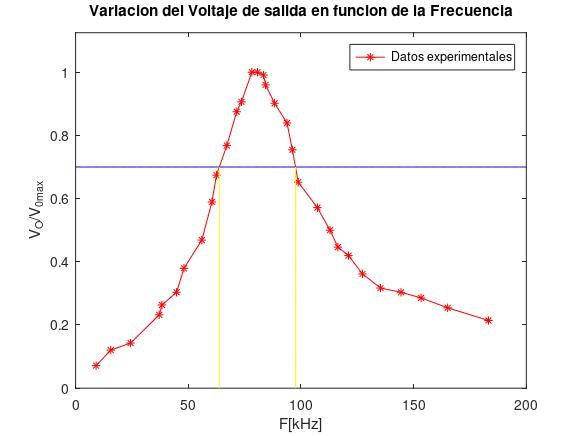 Variacion del Voltaje de salida en funcion de la Frecuencia
Datos experimentales
1
0.8
0.6
0.4
0.2
0
V_O/V_0max
0 50 100 150 200
F[kHz]